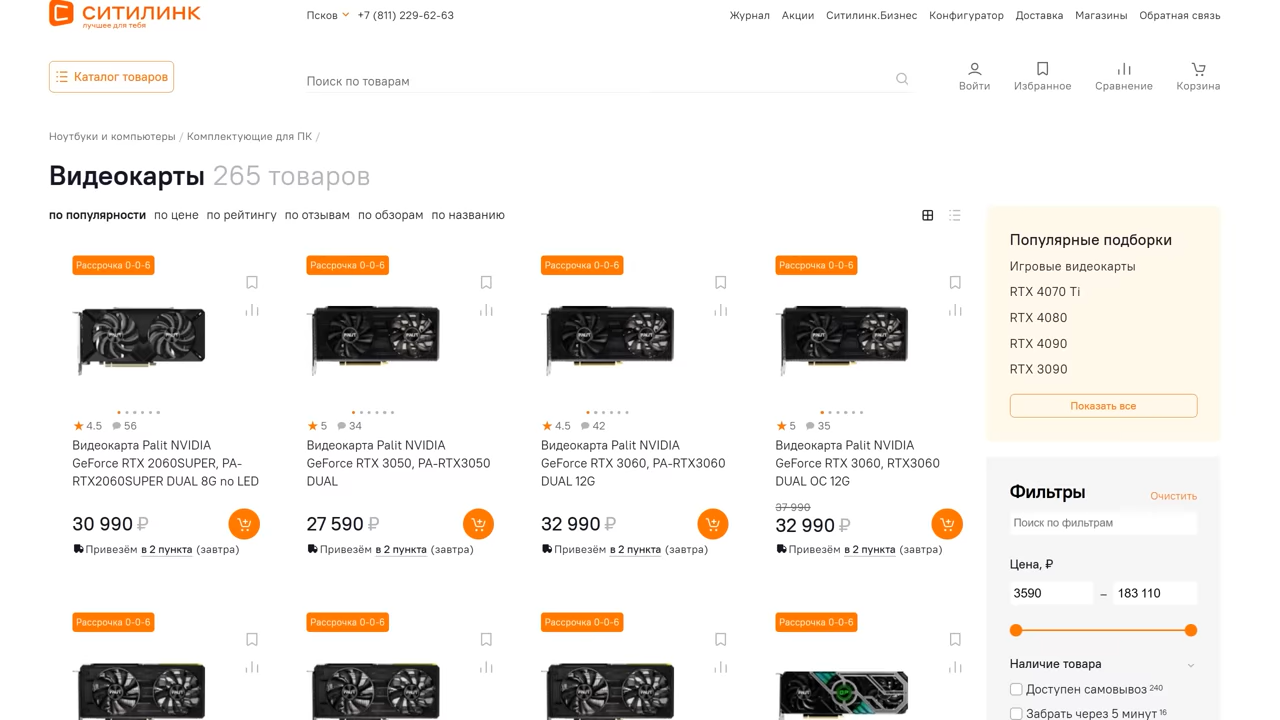 СИТИЛИНК
лучшее для тебя
Псков +7 (811) 229-62-63
Журнал Акции Ситилинк.Бизнес Конфигуратор Доставка Магазины Обратная связь
Каталог товаров
Поиск по товарам
Войти Избранное Сравнение Корзина
Ноутбуки и компьютеры / Комплектующие для ПК /
Видеокарты 265 товаров
по популярности по цене по рейтингу по отзывам по обзорам по названию
Рассрочка 0-0-6
4.5 56
Видеокарта Palit NVIDIA
GeForce RTX 2060SUPER, PA-
RTX2060SUPER DUAL 8G no LED
30 990 ₽
Привезём в 2 пункта (завтра)
Рассрочка 0-0-6
5 34
Видеокарта Palit NVIDIA
GeForce RTX 3050, PA-RTX3050
DUAL
27 590 ₽
Привезём в 2 пункта (завтра)
Рассрочка 0-0-6
4.5 42
Видеокарта Palit NVIDIA
GeForce RTX 3060, PA-RTX3060
DUAL 12G
32 990 ₽
Привезём в 2 пункта (завтра)
Рассрочка 0-0-6
5 35
Видеокарта Palit NVIDIA
GeForce RTX 3060, RTX3060
DUAL OC 12G
37 990
32 990 ₽
Привезём в 2 пункта (завтра)
Рассрочка 0-0-6
Рассрочка 0-0-6
Рассрочка 0-0-6
Рассрочка 0-0-6
Популярные подборки
Игровые видеокарты
RTX 4070 Ti
RTX 4080
RTX 4090
RTX 3090
Показать все
Фильтры Очистить
Поиск по фильтрам
Цена, ₽
3590 – 183 110
Наличие товара
Доступен самовывоз 240
Забрать через 5 минут 16